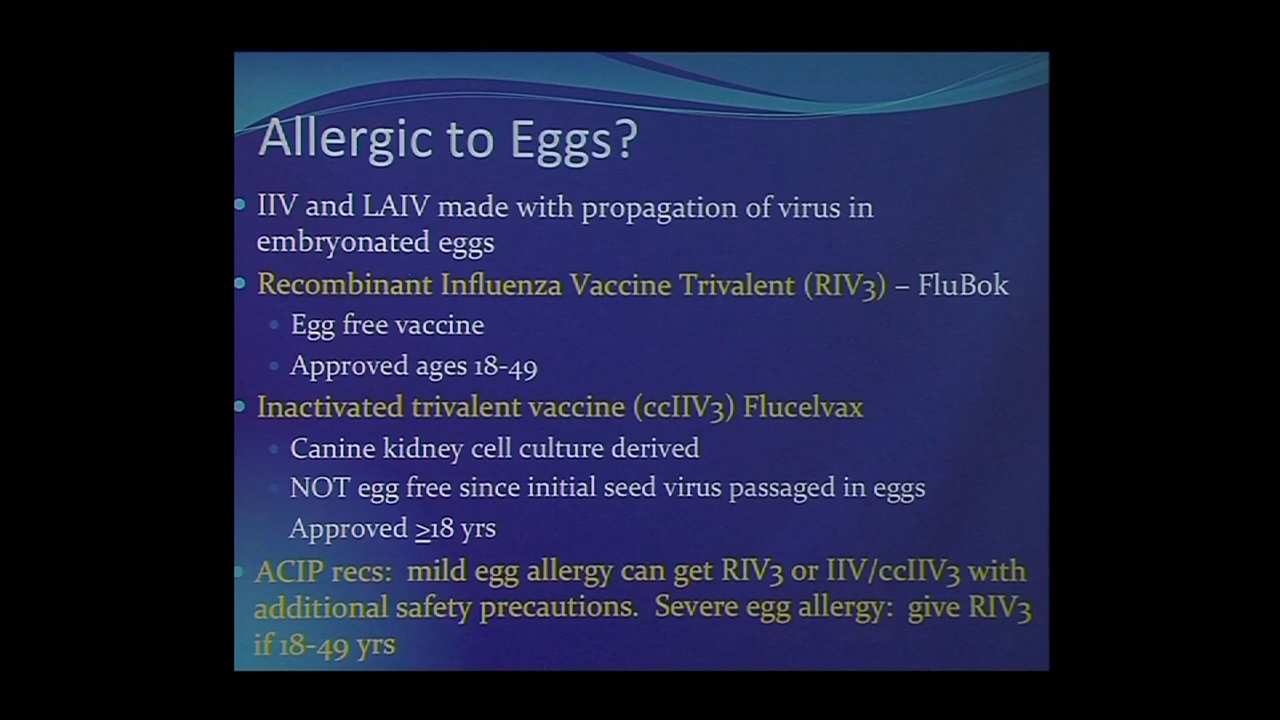 Allergic to Eggs?
IIV and LAIV made with propagation of virus in
embryonated eggs
Recombinant Influenza Vaccine Trivalent (RIV3) – FluBok
Egg free vaccine
Approved ages 18-49
Inactivated trivalent vaccine (ccIIV3) Flucelvax
Canine kidney cell culture derived
NOT egg free since initial seed virus passaged in eggs
Approved ≥18 yrs
ACIP recs: mild egg allergy can get RIV3 or IIV/ccIIV3 with
additional safety precautions. Severe egg allergy: give RIV3
if 18-49 yrs